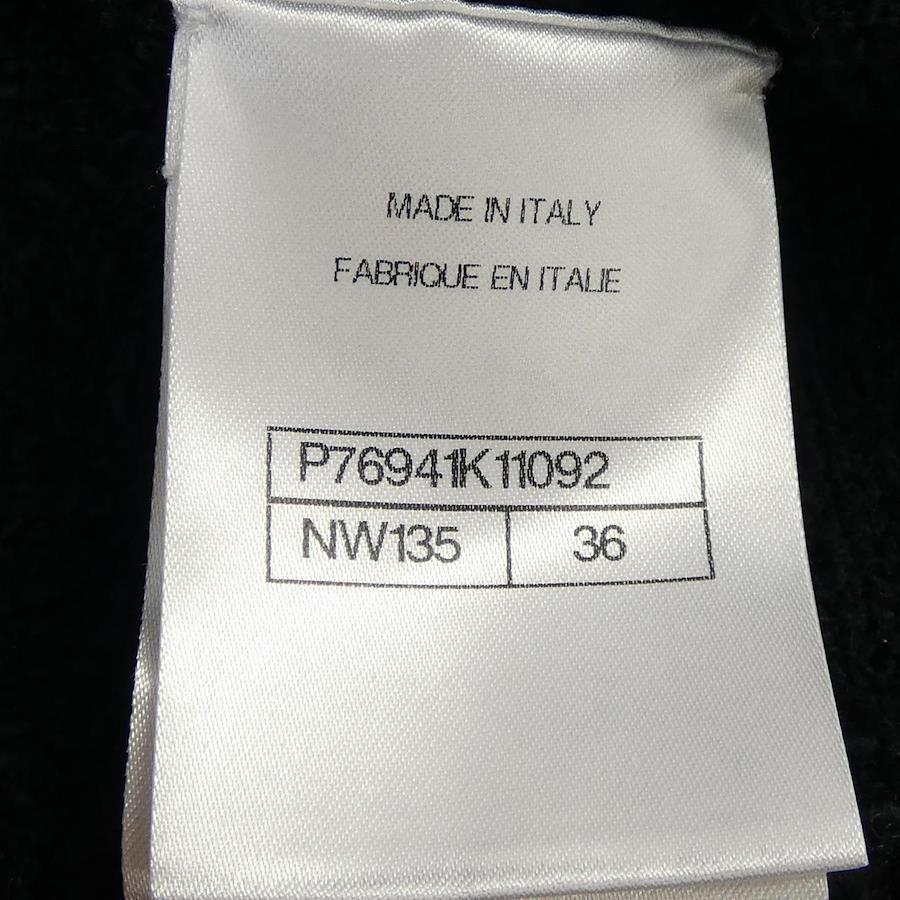 MADE IN ITALY
FABRIQUE EN ITALIE
P76941K11092
NW135 36